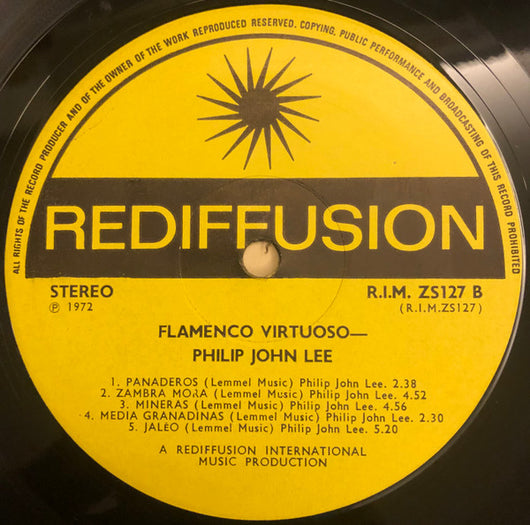 ALL RIGHTS OF THE RECORD PRODUCER AND OF THE OWNER OF THE WORK REPRODUCED RESERVED. COPYING, PUBLIC PERFORMANCE AND BROADCASTING OF THIS RECORD PROHIBITED
REDIFFUSION
STEREO R.I.M. ZS127 B
℗ 1972 (R.I.M.ZS127)
FLAMENCO VIRTUOSO—
PHILIP JOHN LEE
1. PANADEROS (Lemmel Music) Philip John Lee. 2.38
2. ZAMBRA MORA (Lemmel Music) Philip John Lee. 4.52
3. MINERAS (Lemmel Music) Philip John Lee. 4.56
4. MEDIA GRANADINAS (Lemmel Music) Philip John Lee. 2.30
5. JALEO (Lemmel Music) Philip John Lee. 5.20
A REDIFFUSION INTERNATIONAL
MUSIC PRODUCTION